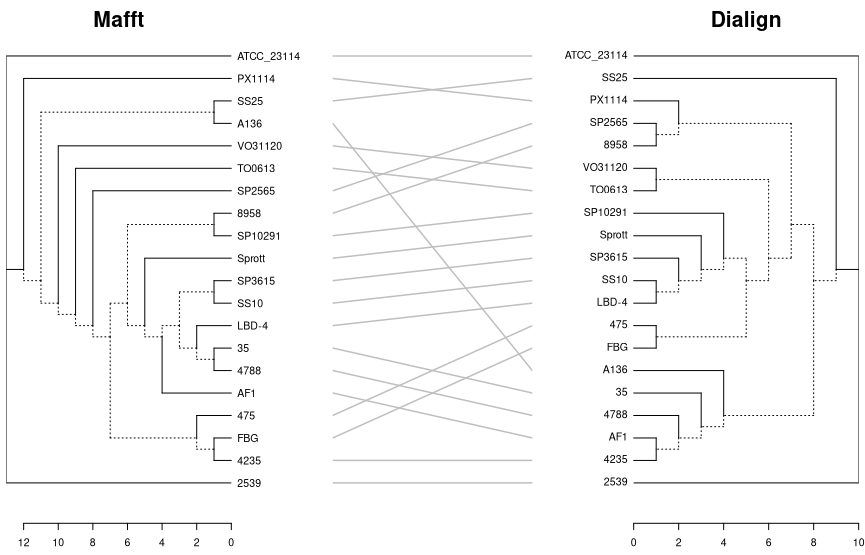 Mafft
Dialign
ATCC_23114
PX1114
SS25
A136
VO31120
TO0613
SP2565
8958
SP10291
Sprott
SP3615
SS10
LBD-4
35
4788
AF1
475
FBG
4235
2539
12 10 8 6 4 2 0
ATCC_23114
SS25
PX1114
SP2565
8958
VO31120
TO0613
SP10291
Sprott
SP3615
SS10
LBD-4
475
FBG
A136
35
4788
AF1
4235
2539
0 2 4 6 8 10